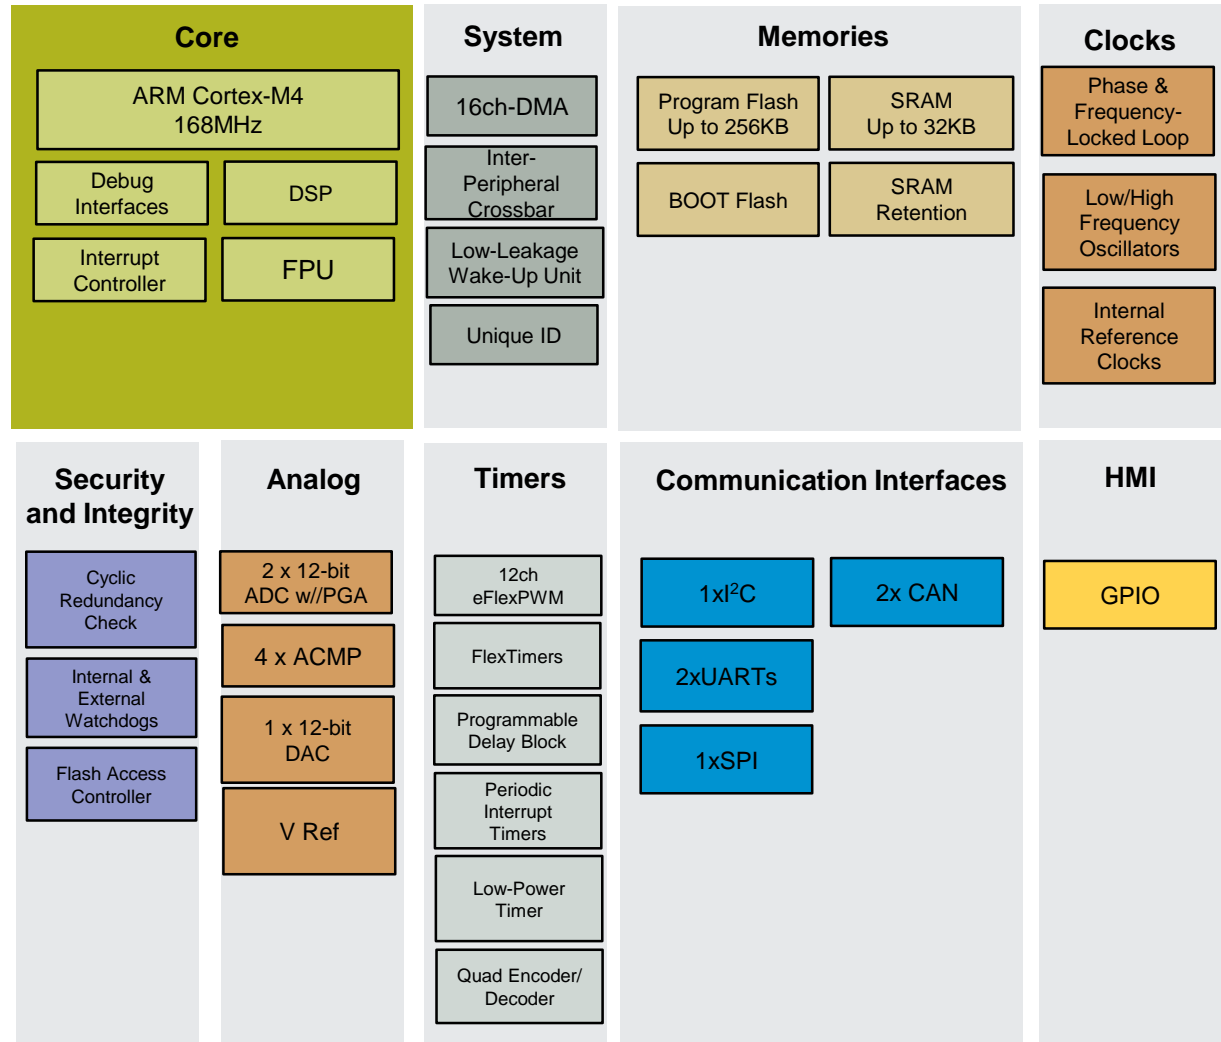 Core
ARM Cortex-M4
168MHz
Debug
Interfaces
DSP
Interrupt
Controller
FPU
System
16ch-DMA
Inter-
Peripheral
Crossbar
Low-Leakage
Wake-Up Unit
Unique ID
Memories
Program Flash
Up to 256KB
SRAM
Up to 32KB
BOOT Flash
SRAM
Retention
Clocks
Phase &
Frequency-
Locked Loop
Low/High
Frequency
Oscillators
Internal
Reference
Clocks
Security
and Integrity
Cyclic
Redundancy
Check
Internal &
External
Watchdogs
Flash Access
Controller
Analog
2 x 12-bit
ADC w//PGA
4 x ACMP
1 x 12-bit
DAC
V Ref
Timers
12ch
eFlexPWM
FlexTimers
Programmable
Delay Block
Periodic
Interrupt
Timers
Low-Power
Timer
Quad Encoder/
Decoder
Communication Interfaces
1xI²C
2x CAN
2xUARTs
1xSPI
HMI
GPIO